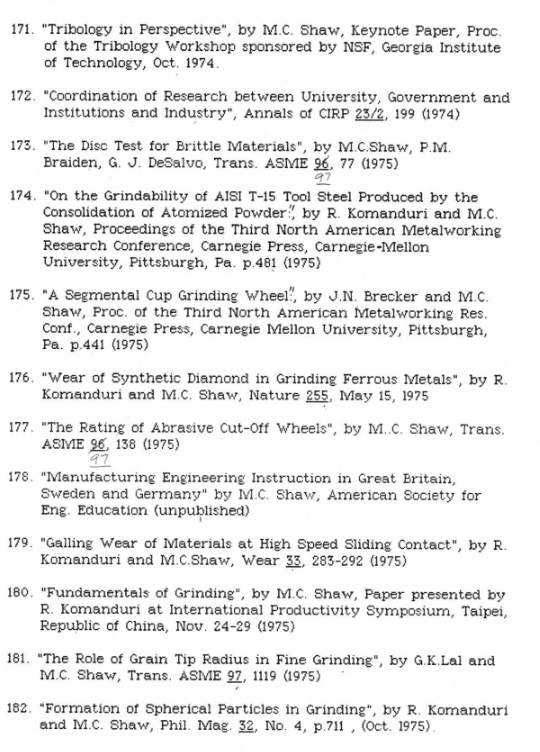 171. "Tribology in Perspective", by M.C. Shaw, Keynote Paper, Proc.
of the Tribology Workshop sponsored by NSF, Georgia Institute
of Technology, Oct. 1974.
172. "Coordination of Research between University, Government and
Institutions and Industry", Annals of CIRP 23/2, 199 (1974)
173. "The Disc Test for Brittle Materials", by M.C.Shaw, P.M.
Braiden, G. J. DeSalvo, Trans. ASME 96, 77 (1975)
97
174. "On the Grindability of AISI T-15 Tool Steel Produced by the
Consolidation of Atomized Powder.", by R. Komanduri and M.C.
Shaw, Proceedings of the Third North American Metalworking
Research Conference, Carnegie Press, Carnegie-Mellon
University, Pittsburgh, Pa. p.481 (1975)
175. "A Segmental Cup Grinding Wheel.", by J.N. Brecker and M.C.
Shaw, Proc. of the Third North American Metalworking Res.
Conf., Carnegie Press, Carnegie Mellon University, Pittsburgh,
Pa. p.441 (1975)
176. "Wear of Synthetic Diamond in Grinding Ferrous Metals", by R.
Komanduri and M.C. Shaw, Nature 255, May 15, 1975
177. "The Rating of Abrasive Cut-Off Wheels", by M..C. Shaw, Trans.
ASME 96, 138 (1975)
97
178. "Manufacturing Engineering Instruction in Great Britain,
Sweden and Germany" by M.C. Shaw, American Society for
Eng. Education (unpublished)
179. "Galling Wear of Materials at High Speed Sliding Contact", by R.
Komanduri and M.C.Shaw, Wear 33, 283-292 (1975)
180. "Fundamentals of Grinding", by M.C. Shaw, Paper presented by
R. Komanduri at International Productivity Symposium, Taipei,
Republic of China, Nov. 24-29 (1975)
181. "The Role of Grain Tip Radius in Fine Grinding", by G.K.Lal and
M.C. Shaw, Trans. ASME 97, 1119 (1975)
182. "Formation of Spherical Particles in Grinding", by R. Komanduri
and M.C. Shaw, Phil. Mag. 32, No. 4, p.711 , (Oct. 1975).